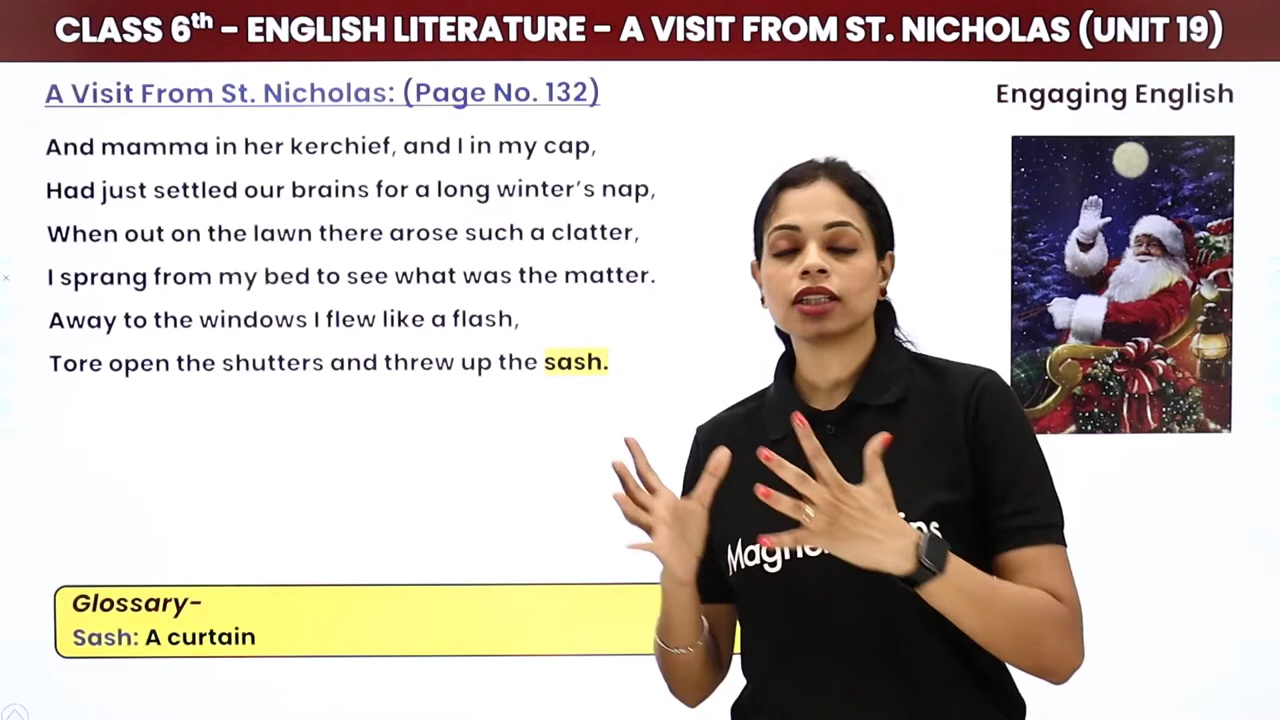 CLASS 6th – ENGLISH LITERATURE – A VISIT FROM ST. NICHOLAS (UNIT 19)
A Visit From St. Nicholas: (Page No. 132)
Engaging English
And mamma in her kerchief, and I in my cap,
Had just settled our brains for a long winter's nap,
When out on the lawn there arose such a clatter,
I sprang from my bed to see what was the matter.
Away to the windows I flew like a flash,
Tore open the shutters and threw up the sash.
Glossary-
Sash: A curtain